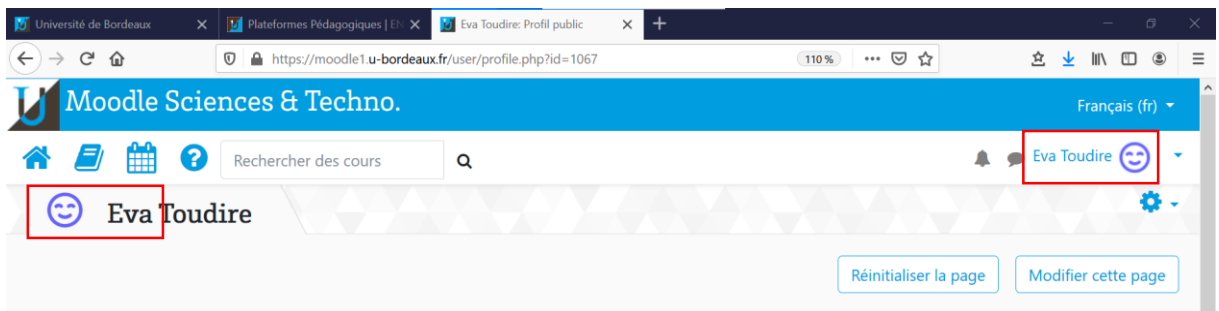 Université de Bordeaux
Plateformes Pédagogiques | EN
Eva Toudire: Profil public
https://moodle1.u-bordeaux.fr/user/profile.php?id=1067
110 %
Moodle Sciences & Techno.
Français (fr)
Rechercher des cours
Eva Toudire
Eva Toudire
Réinitialiser la page
Modifier cette page